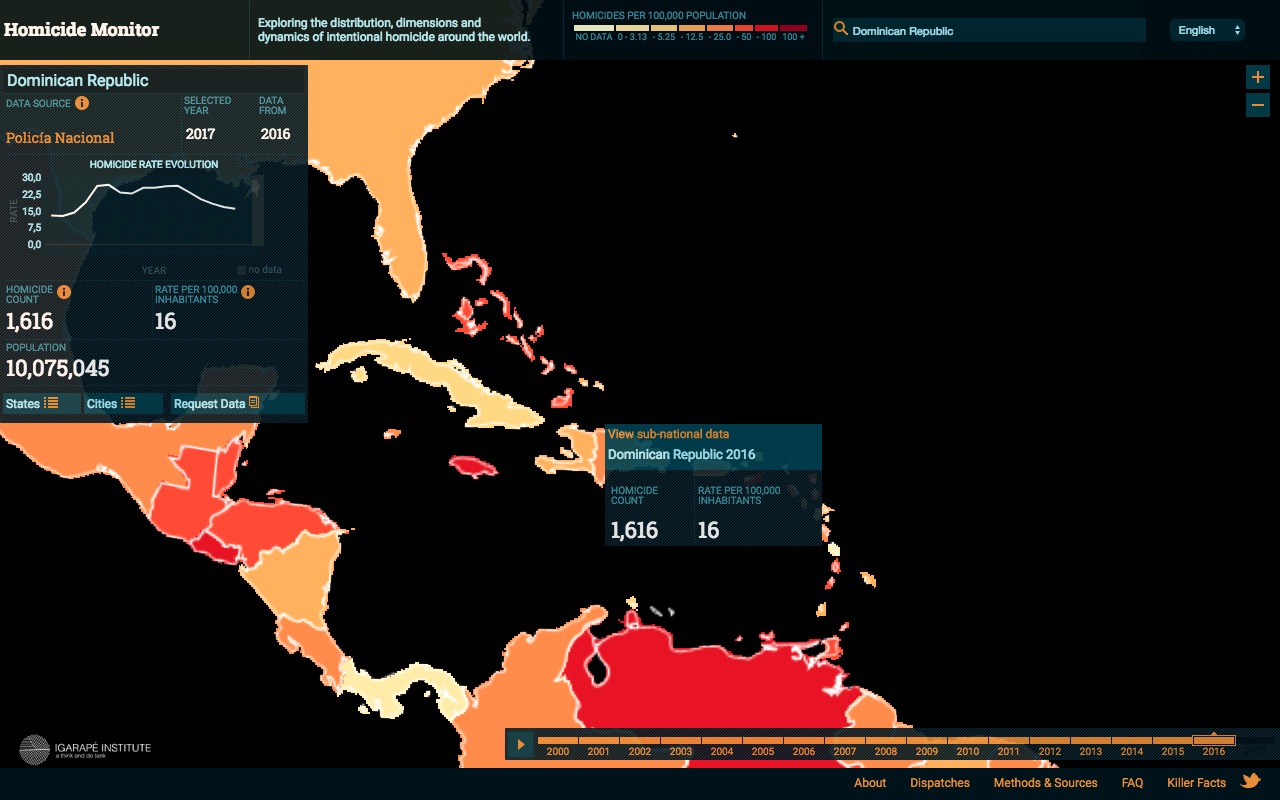 Homicide Monitor
Exploring the distribution, dimensions and
dynamics of intentional homicide around the world.
HOMICIDES PER 100,000 POPULATION
NO DATA 0 - 3.13 - 5.25 - 12.5 - 25.0 - 50 - 100 100 +
Dominican Republic
English
+
−
Dominican Republic
DATA SOURCE i
SELECTED
YEAR
DATA
FROM
Policía Nacional
2017
2016
HOMICIDE RATE EVOLUTION
RATE
30,0
22,5
15,0
7,5
0,0
YEAR
no data
HOMICIDE
COUNT i
RATE PER 100,000
INHABITANTS i
1,616
16
POPULATION
10,075,045
States
Cities
Request Data
View sub-national data
Dominican Republic 2016
HOMICIDE
COUNT
RATE PER 100,000
INHABITANTS
1,616
16
IGARAPÉ INSTITUTE
a think and do tank
2000 2001 2002 2003 2004 2005 2006 2007 2008 2009 2010 2011 2012 2013 2014 2015 2016
About Dispatches Methods & Sources FAQ Killer Facts